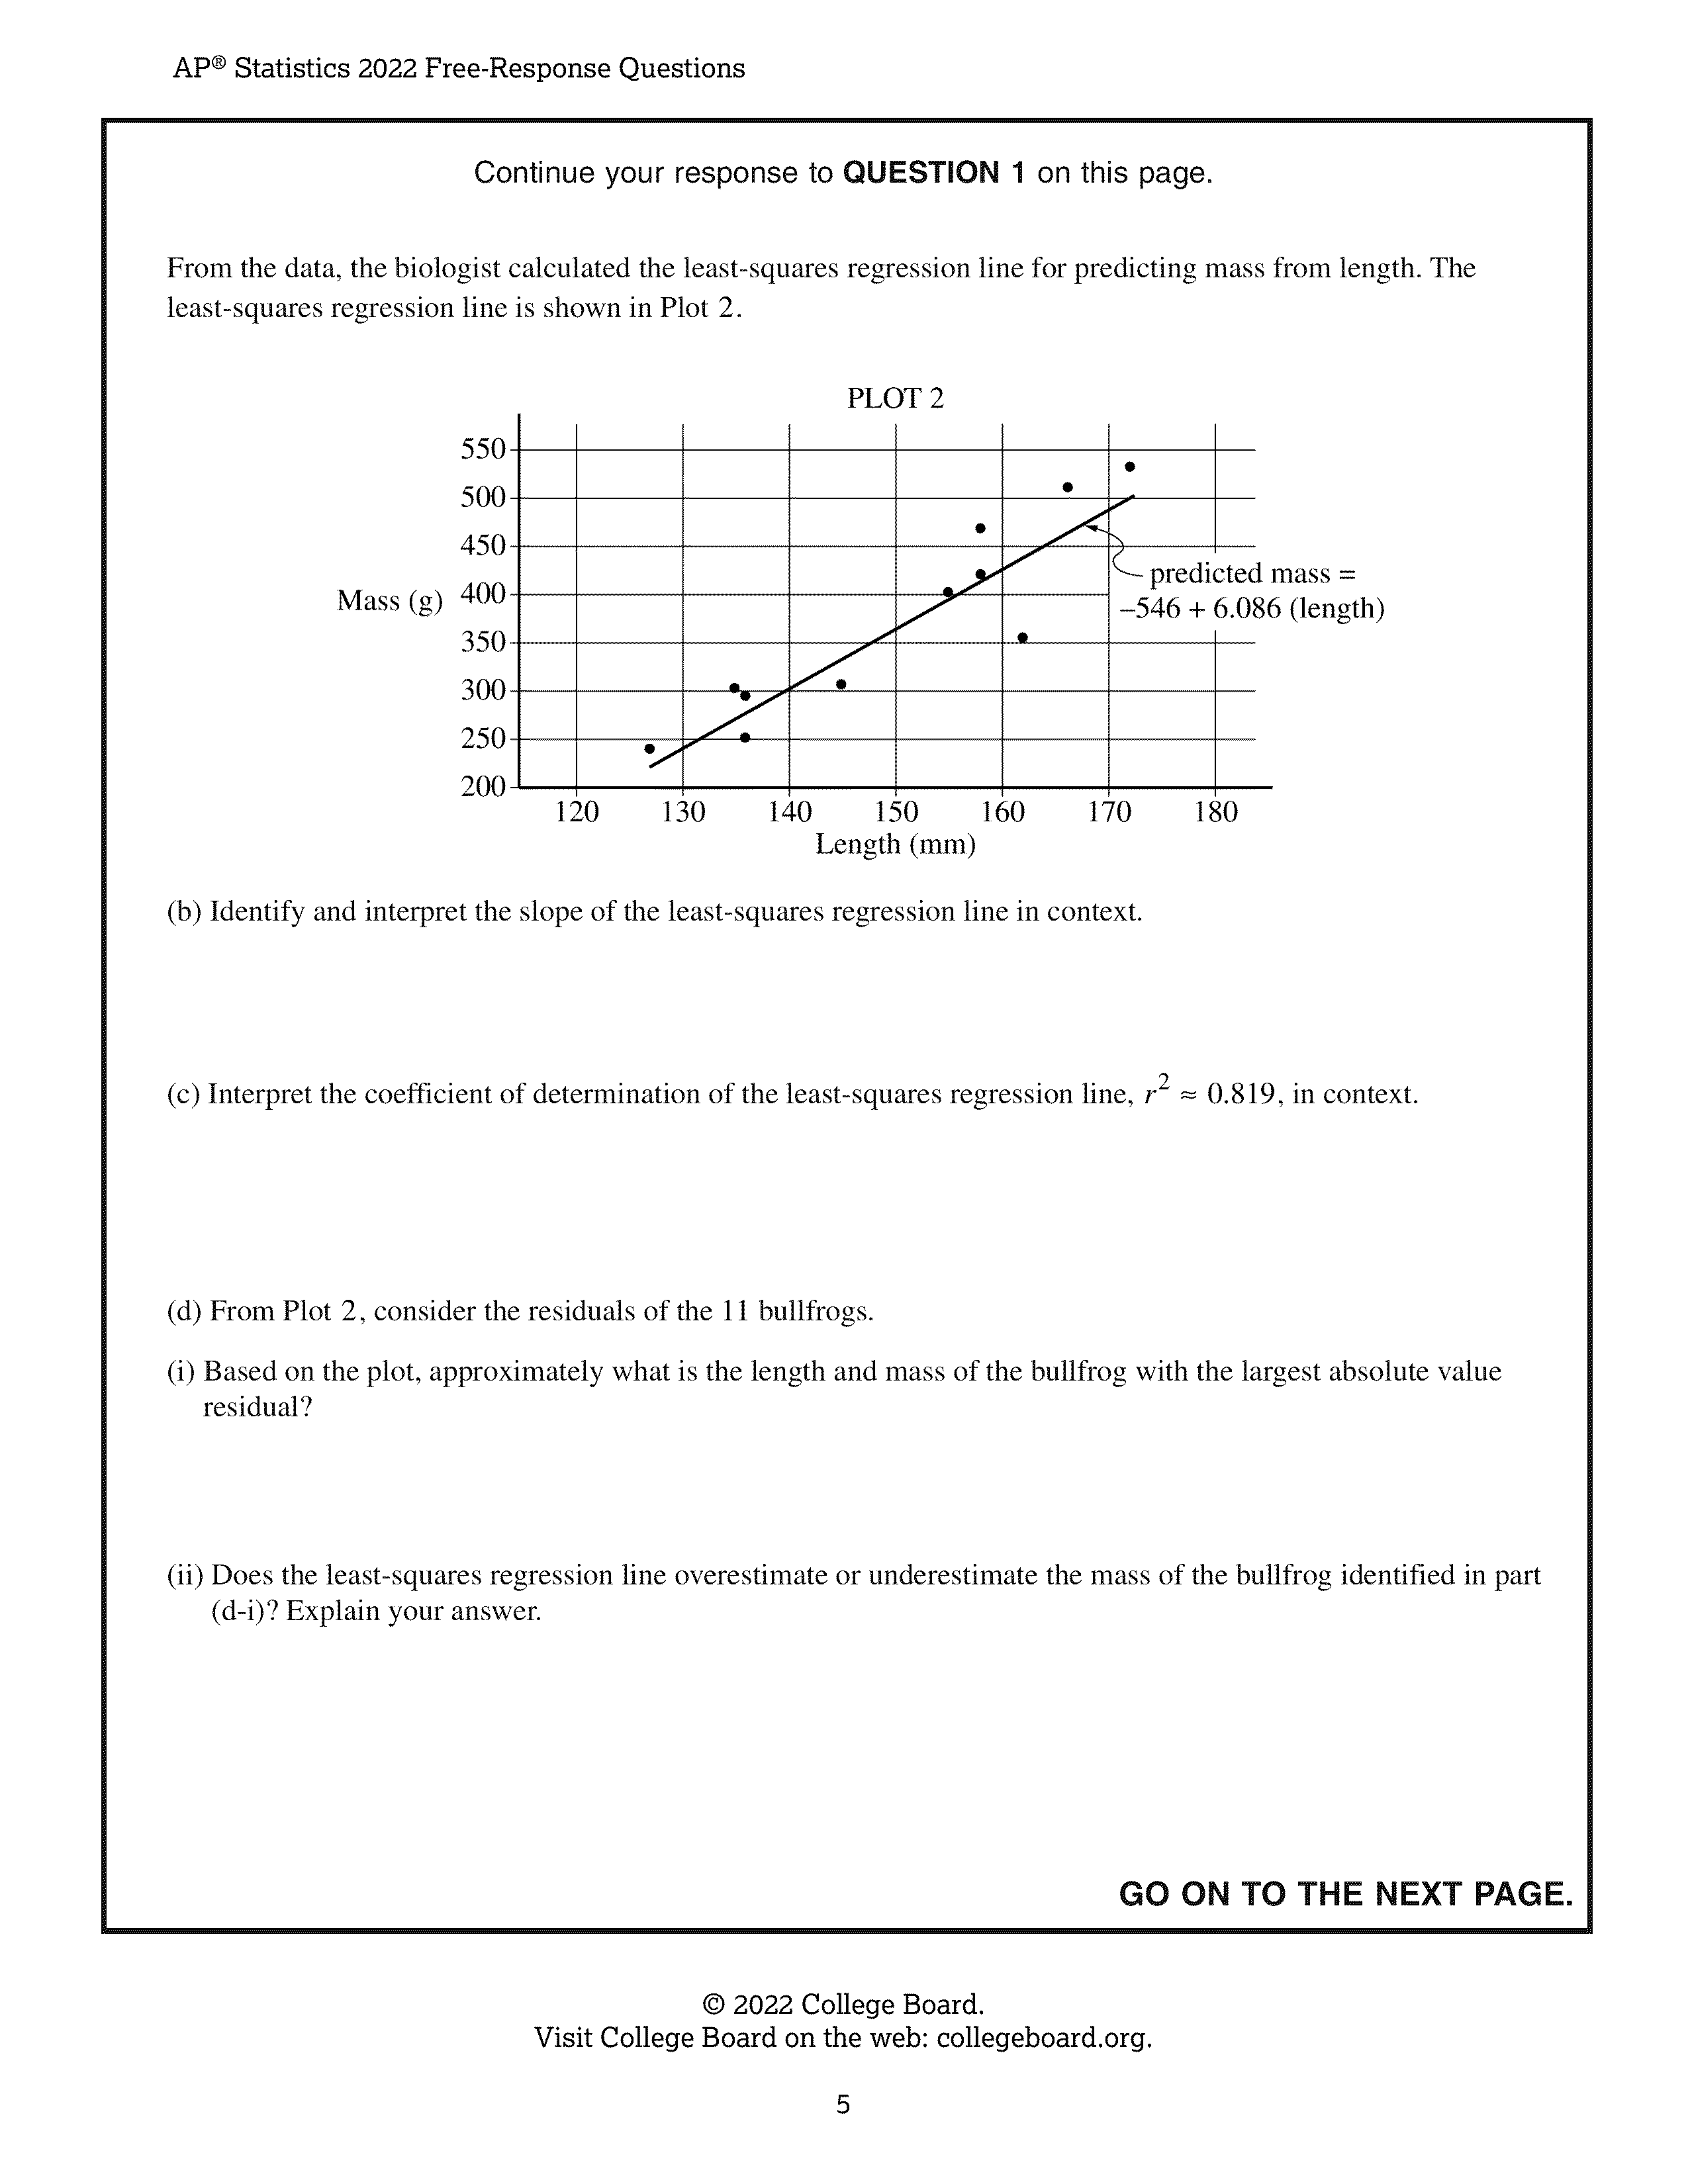 AP® Statistics 2022 Free-Response Questions
Continue your response to QUESTION 1 on this page.
From the data, the biologist calculated the least-squares regression line for predicting mass from length. The
least-squares regression line is shown in Plot 2.
PLOT 2
550
500
450
400
350
300
250
200
Mass (g)
predicted mass =
–546 + 6.086 (length)
120 130 140 150 160 170 180
Length (mm)
(b) Identify and interpret the slope of the least-squares regression line in context.
(c) Interpret the coefficient of determination of the least-squares regression line, r² ≈ 0.819, in context.
(d) From Plot 2, consider the residuals of the 11 bullfrogs.
(i) Based on the plot, approximately what is the length and mass of the bullfrog with the largest absolute value
residual?
(ii) Does the least-squares regression line overestimate or underestimate the mass of the bullfrog identified in part
(d-i)? Explain your answer.
GO ON TO THE NEXT PAGE.
© 2022 College Board.
Visit College Board on the web: collegeboard.org.
5